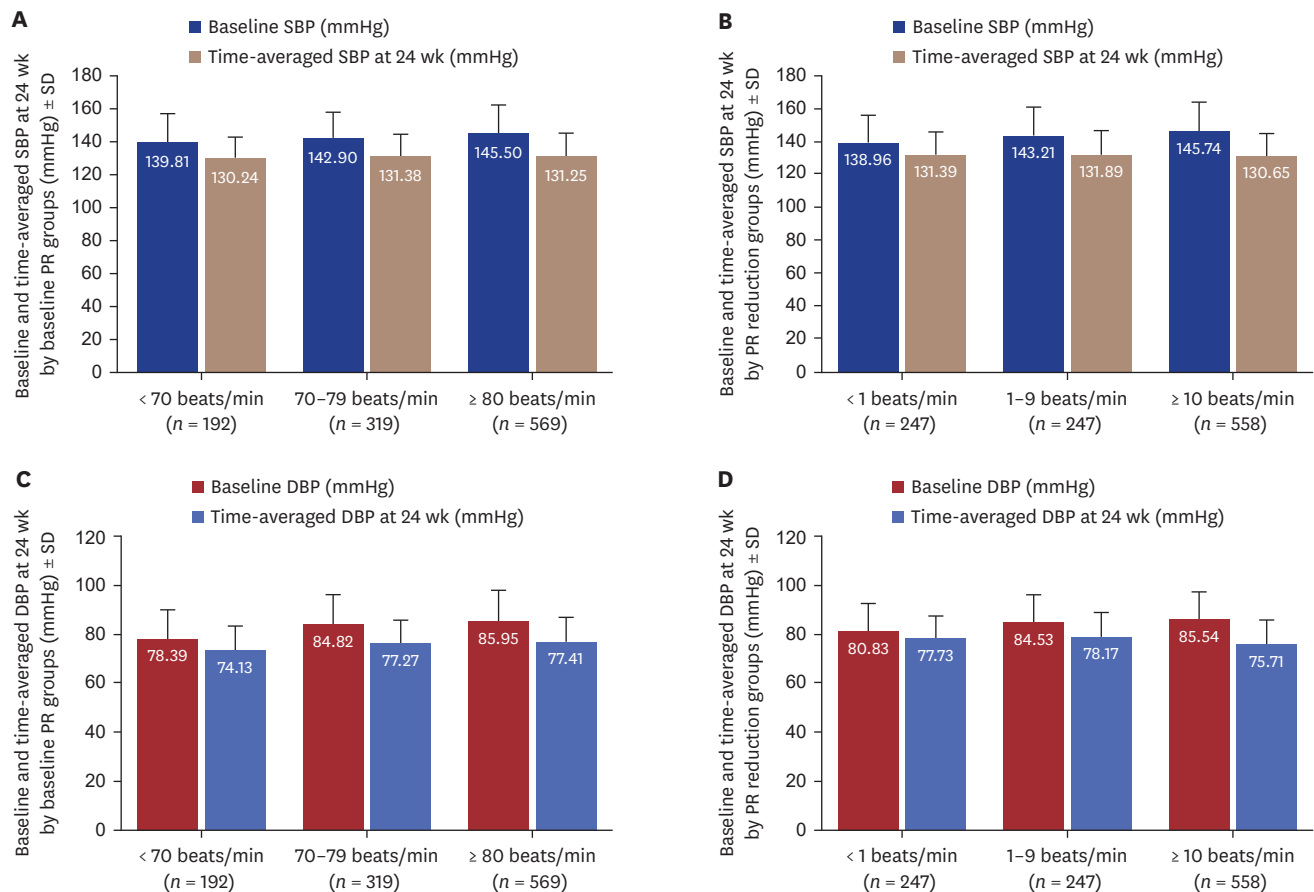 A
Baseline SBP (mmHg)
Time-averaged SBP at 24 wk (mmHg)
Baseline and time-averaged SBP at 24 wk
by baseline PR groups (mmHg) ± SD
180
160
140
120
100
80
60
40
20
0
139.81
130.24
142.90
131.38
145.50
131.25
< 70 beats/min
(n = 192)
70–79 beats/min
(n = 319)
≥ 80 beats/min
(n = 569)
B
Baseline SBP (mmHg)
Time-averaged SBP at 24 wk (mmHg)
Baseline and time-averaged SBP at 24 wk
by PR reduction groups (mmHg) ± SD
180
160
140
120
100
80
60
40
20
0
138.96
131.39
143.21
131.89
145.74
130.65
< 1 beats/min
(n = 247)
1–9 beats/min
(n = 247)
≥ 10 beats/min
(n = 558)
C
Baseline DBP (mmHg)
Time-averaged DBP at 24 wk (mmHg)
Baseline and time-averaged DBP at 24 wk
by baseline PR groups (mmHg) ± SD
120
100
80
60
40
20
0
78.39
74.13
84.82
77.27
85.95
77.41
< 70 beats/min
(n = 192)
70–79 beats/min
(n = 319)
≥ 80 beats/min
(n = 569)
D
Baseline DBP (mmHg)
Time-averaged DBP at 24 wk (mmHg)
Baseline and time-averaged DBP at 24 wk
by PR reduction groups (mmHg) ± SD
120
100
80
60
40
20
0
80.83
77.73
84.53
78.17
85.54
75.71
< 1 beats/min
(n = 247)
1–9 beats/min
(n = 247)
≥ 10 beats/min
(n = 558)